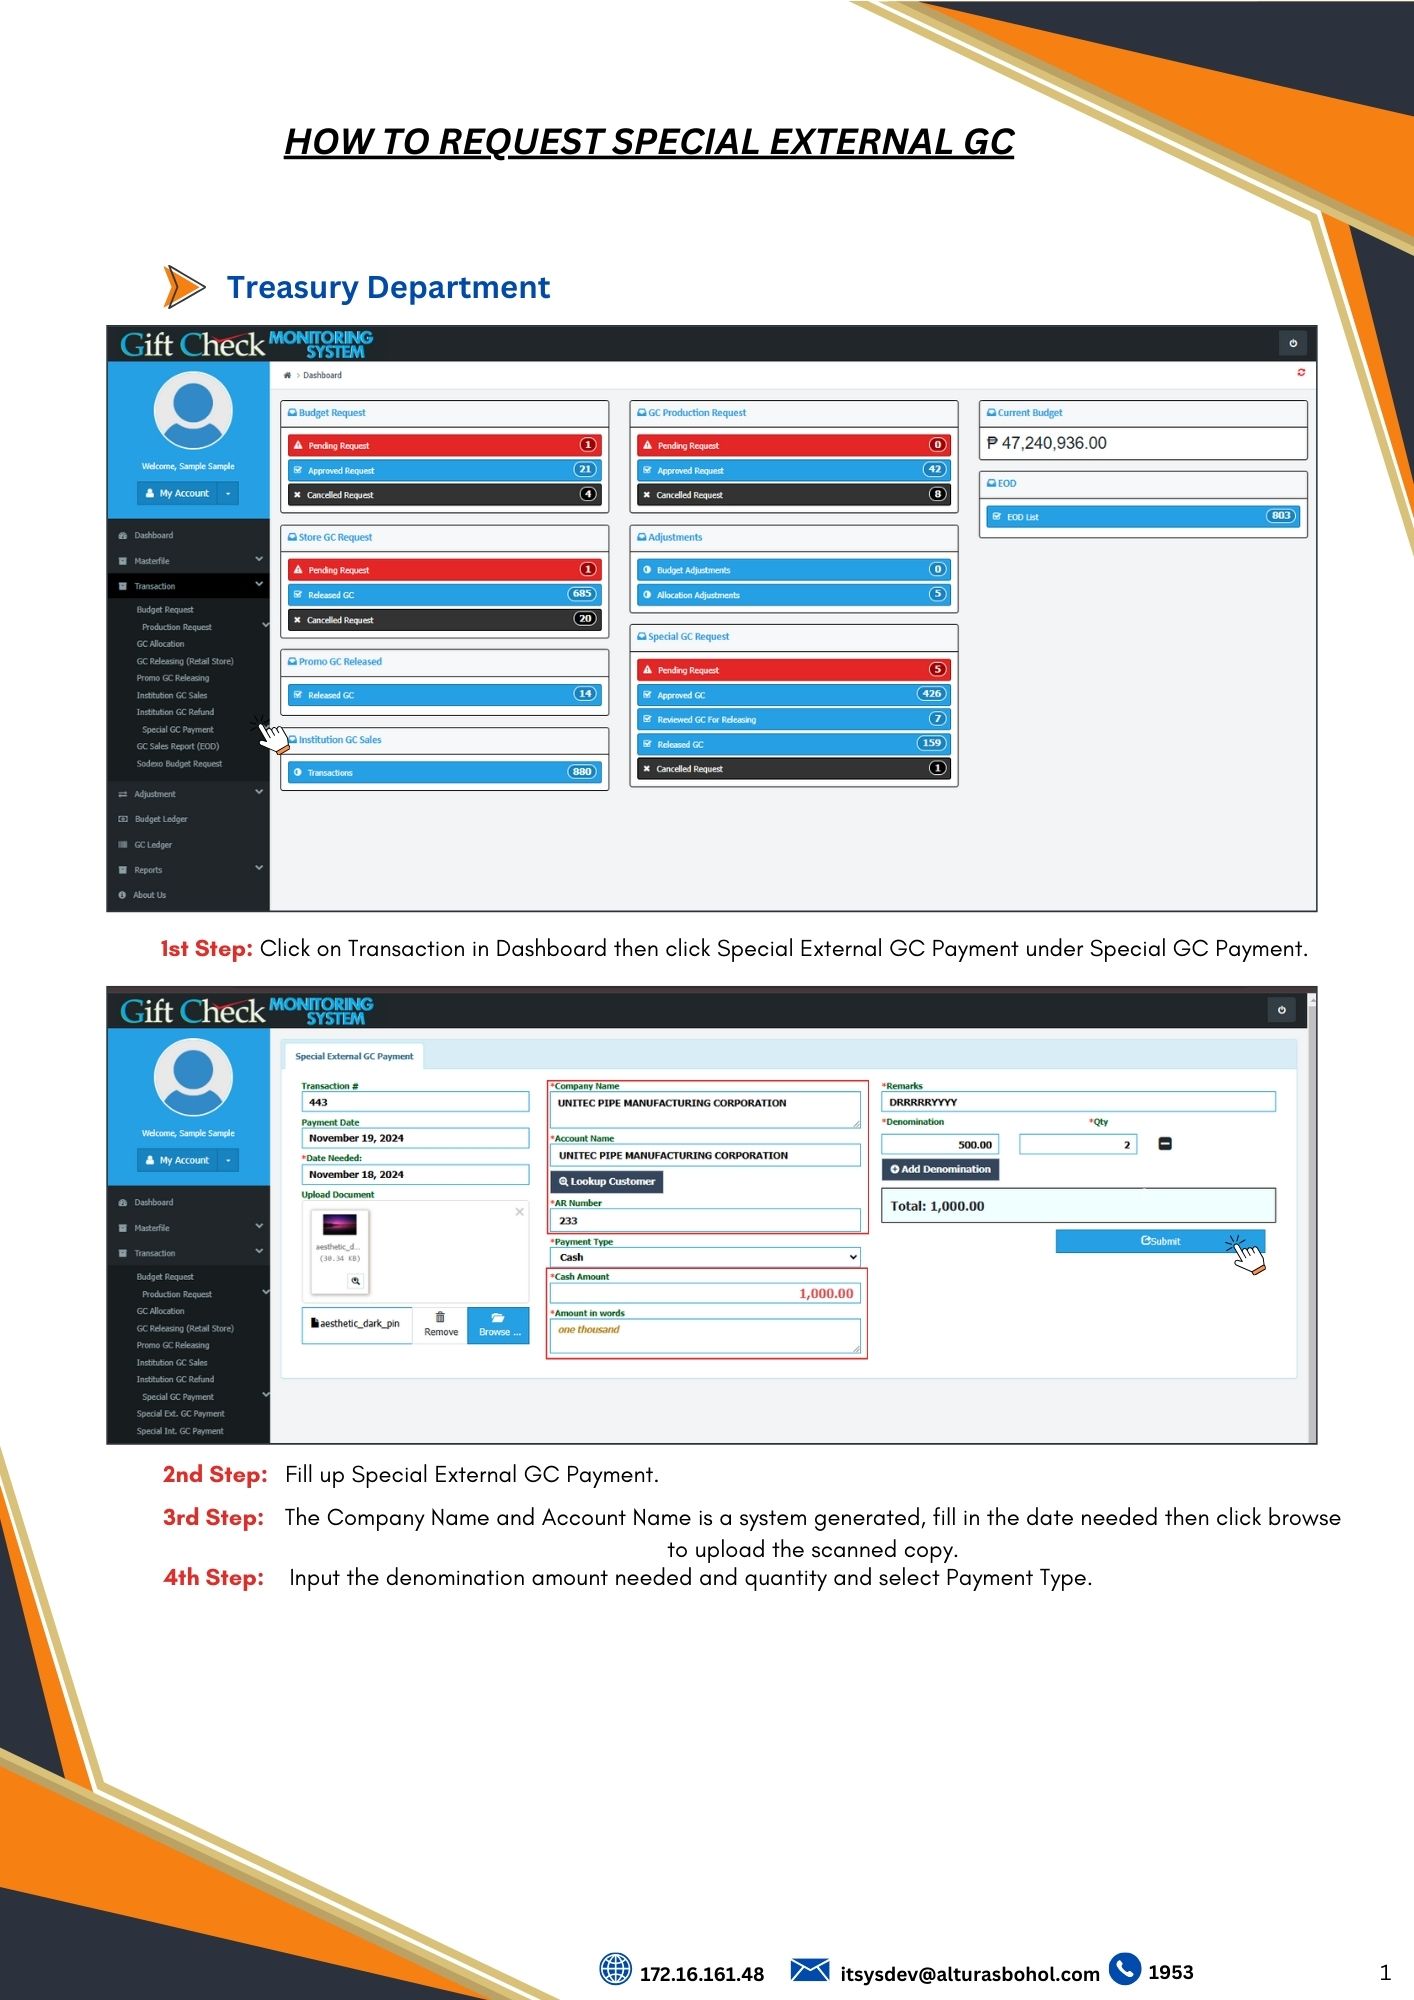 HOW TO REQUEST SPECIAL EXTERNAL GC
Treasury Department
Gift Check MONITORING SYSTEM
Welcome, Sample Sample
My Account
Dashboard
Masterfile
Transaction
Budget Request
Production Request
GC Allocation
GC Releasing (Retail Store)
Promo GC Releasing
Institution GC Sales
Institution GC Refund
Special GC Payment
GC Sales Report (EOD)
Sodexo Budget Request
Adjustment
Budget Ledger
GC Ledger
Reports
About Us
> Dashboard
Budget Request
Pending Request 1
Approved Request 21
Cancelled Request 4
Store GC Request
Pending Request 1
Released GC 685
Cancelled Request 20
Promo GC Released
Released GC 14
Institution GC Sales
Transactions 880
GC Production Request
Pending Request 0
Approved Request 42
Cancelled Request 8
Adjustments
Budget Adjustments 0
Allocation Adjustments 5
Special GC Request
Pending Request 5
Approved GC 426
Reviewed GC For Releasing 7
Released GC 159
Cancelled Request 1
Current Budget
₱ 47,240,936.00
EOD
EOD List 803
1st Step: Click on Transaction in Dashboard then click Special External GC Payment under Special GC Payment.
Gift Check MONITORING SYSTEM
Welcome, Sample Sample
My Account
Dashboard
Masterfile
Transaction
Budget Request
Production Request
GC Allocation
GC Releasing (Retail Store)
Promo GC Releasing
Institution GC Sales
Institution GC Refund
Special GC Payment
Special Ext. GC Payment
Special Int. GC Payment
Special External GC Payment
Transaction #
443
Payment Date
November 19, 2024
*Date Needed:
November 18, 2024
Upload Document
×
aesthetic_d...
(30.34 KB)
aesthetic_dark_pin
Remove
Browse ...
*Company Name
UNITEC PIPE MANUFACTURING CORPORATION
*Account Name
UNITEC PIPE MANUFACTURING CORPORATION
Lookup Customer
*AR Number
233
*Payment Type
Cash
*Cash Amount
1,000.00
*Amount in words
one thousand
*Remarks
DRRRRRYYYY
*Denomination *Qty
500.00 2
Add Denomination
Total: 1,000.00
Submit
2nd Step: Fill up Special External GC Payment.
3rd Step: The Company Name and Account Name is a system generated, fill in the date needed then click browse
to upload the scanned copy.
4th Step: Input the denomination amount needed and quantity and select Payment Type.
172.16.161.48 itsysdev@alturasbohol.com 1953
1